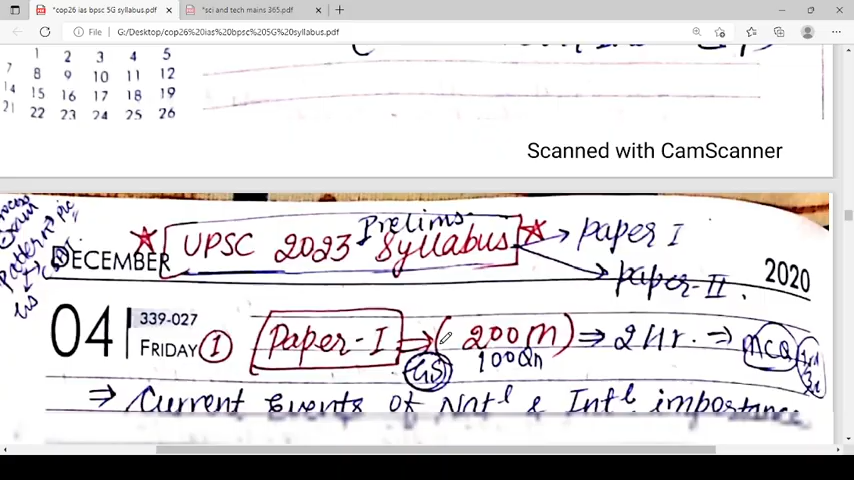 *cop26 ias bpsc 5G syllabus.pdf
*sci and tech mains 365.pdf
File G:/Desktop/cop26%20ias%20bpsc%205G%20syllabus.pdf
1 2 3 4 5
7 8 9 10 11 12
14 15 16 17 18 19
21 22 23 24 25 26
Scanned with CamScanner
Exam
Pattern
GS
DECEMBER
UPSC 2023 Prelims Syllabus → Paper I
→ paper-II.
2020
04 339-027
FRIDAY
① Paper-I ⇒ (200m) ⇒ 2Hr. ⇒ MCQ
GS 100Qn
⇒ Current Events of Natl & Intl importance